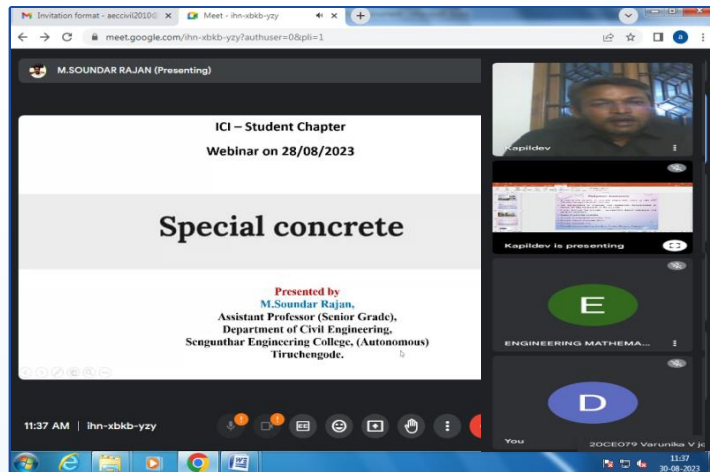 Invitation format - aeccivil2010@
Meet - ihn-xbkb-yzy
meet.google.com/ihn-xbkb-yzy?authuser=0&pli=1
a
M.SOUNDAR RAJAN (Presenting)
ICI – Student Chapter
Webinar on 28/08/2023
Special concrete
Presented by
M.Soundar Rajan,
Assistant Professor (Senior Grade),
Department of Civil Engineering,
Sengunthar Engineering College, (Autonomous)
Tiruchengode.
Kapildev
Kapildev is presenting
E
ENGINEERING MATHEMA...
D
You
20CE079 Varunika V jo
11:37 AM | ihn-xbkb-yzy
11:37
30-08-2023